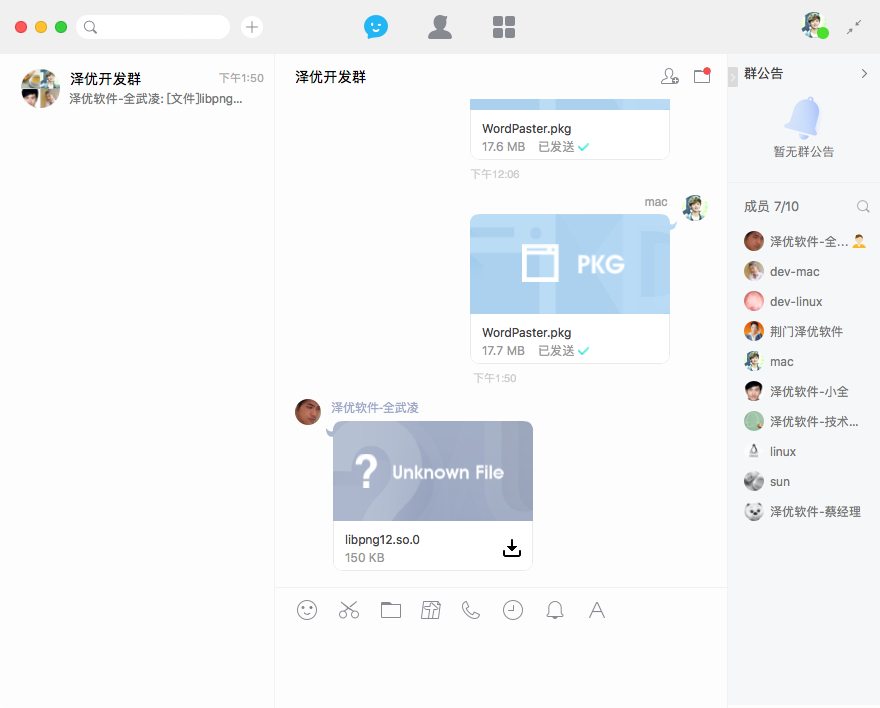 泽优开发群
下午1:50
泽优软件-全武凌: [文件]libpng...
泽优开发群
WordPaster.pkg
17.6 MB 已发送
下午12:06
mac
PKG
WordPaster.pkg
17.7 MB 已发送
下午1:50
泽优软件-全武凌
? Unknown File
libpng12.so.0
150 KB
群公告
暂无群公告
成员 7/10
泽优软件-全...
dev-mac
dev-linux
荆门泽优软件
mac
泽优软件-小全
泽优软件-技术...
linux
sun
泽优软件-蔡经理